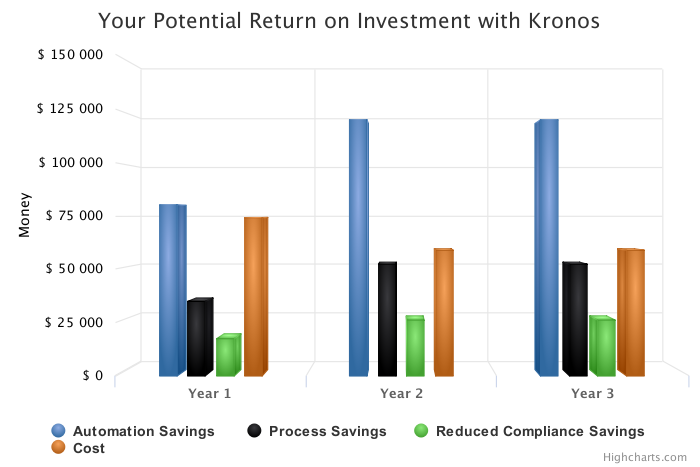 Your Potential Return on Investment with Kronos
$ 150 000
$ 125 000
$ 100 000
$ 75 000
$ 50 000
$ 25 000
$ 0
Money
Year 1
Year 2
Year 3
Automation Savings
Process Savings
Reduced Compliance Savings
Cost
Highcharts.com